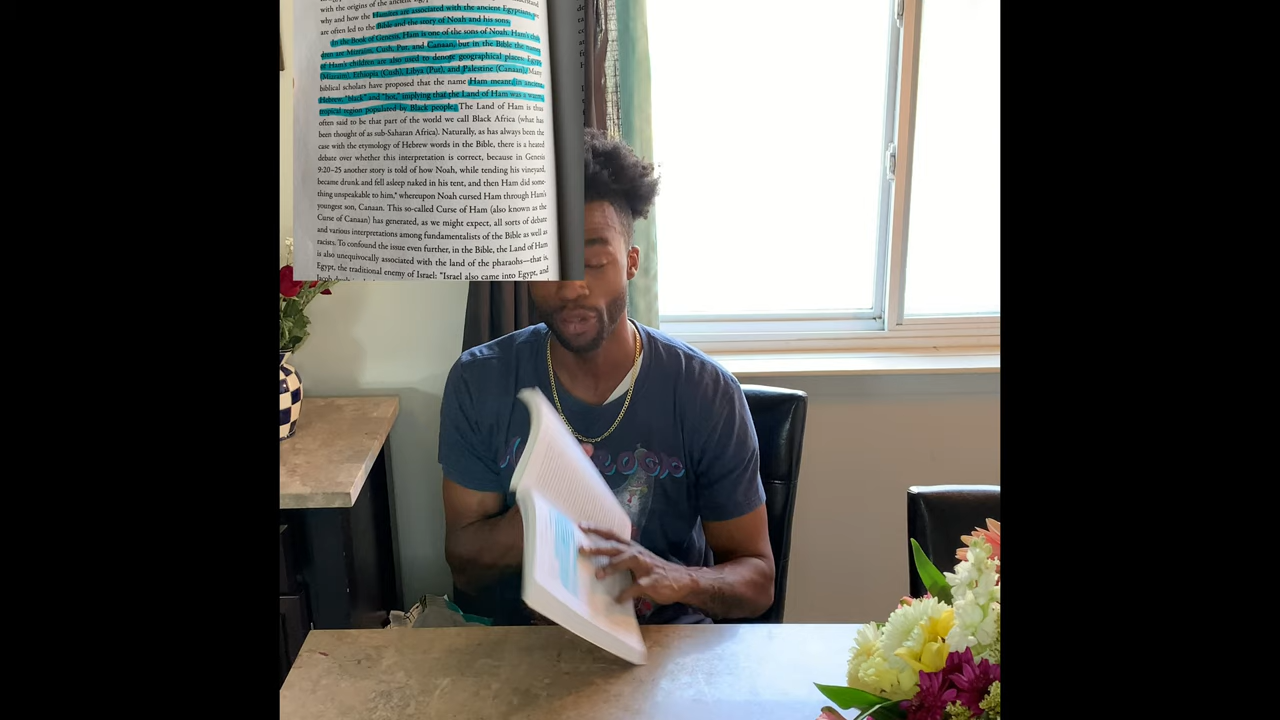 with the origins of the ancient
why and how the Hamites are associated with the ancient Egyptians
are often led to the Bible and the story of Noah and his sons.
In the Book of Genesis, Ham is one of the sons of Noah. Ham's
dren are Mizraim, Cush, Put, and Canaan, but in the Bible the names
of Ham's children are also used to denote geographical places: Egypt
(Mizraim), Ethiopia (Cush), Libya (Put), and Palestine (Canaan). Many
biblical scholars have proposed that the name Ham meant, in ancient
Hebrew, "black" and "hot," implying that the Land of Ham was a
tropical region populated by Black people. The Land of Ham is thus
often said to be that part of the world we call Black Africa (what has
been thought of as sub-Saharan Africa). Naturally, as has always been the
case with the etymology of Hebrew words in the Bible, there is a heated
debate over whether this interpretation is correct, because in Genesis
9:20–25 another story is told of how Noah, while tending his vineyard,
became drunk and fell asleep naked in his tent, and then Ham did some-
thing unspeakable to him,* whereupon Noah cursed Ham through Ham's
youngest son, Canaan. This so-called Curse of Ham (also known as the
Curse of Canaan) has generated, as we might expect, all sorts of debate
and various interpretations among fundamentalists of the Bible as well as
racists. To confound the issue even further, in the Bible, the Land of Ham
is also unequivocally associated with the land of the pharaohs—that is,
Egypt, the traditional enemy of Israel: "Israel also came into Egypt, and
Jacob